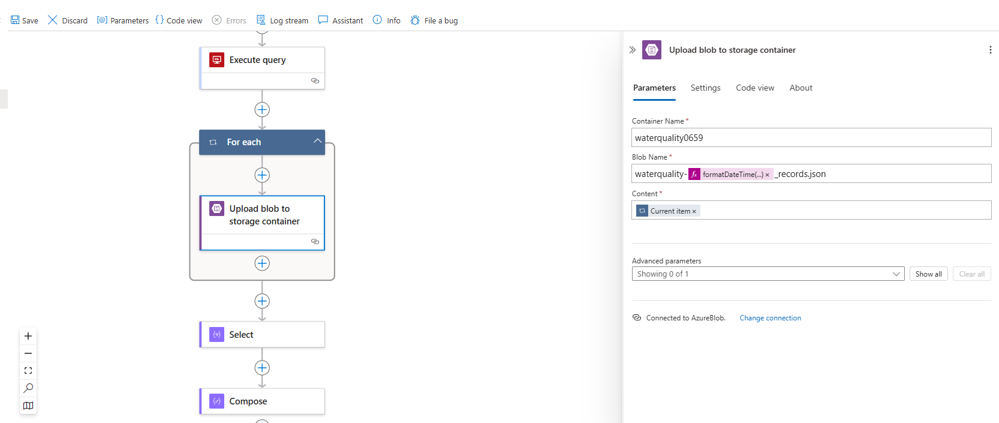 Save Discard [@] Parameters {} Code view Errors Log stream Assistant Info File a bug
Execute query
For each
Upload blob to
storage container
Select
Compose
Upload blob to storage container
Parameters Settings Code view About
Container Name *
waterquality0659
Blob Name *
waterquality- fx formatDateTime(...) × _records.json
Content *
Current item ×
Advanced parameters
Showing 0 of 1 Show all Clear all
Connected to AzureBlob. Change connection